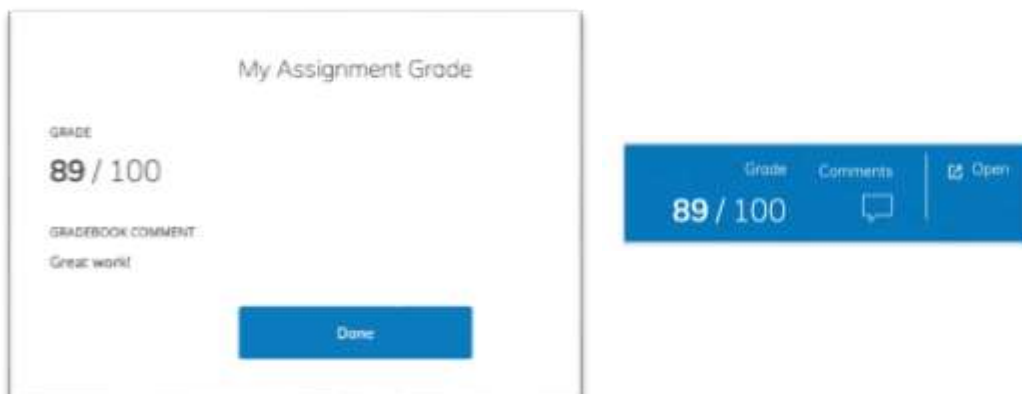 My Assignment Grade
GRADE
89 / 100
GRADEBOOK COMMENT
Great work!
Done
Grade Comments Open
89 / 100